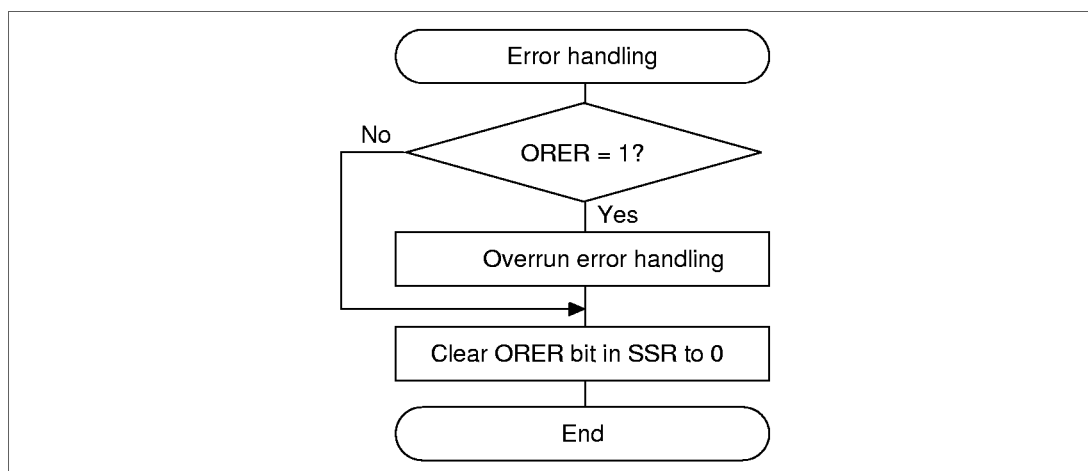 Error handling
No
ORER = 1?
Yes
Overrun error handling
Clear ORER bit in SSR to 0
End